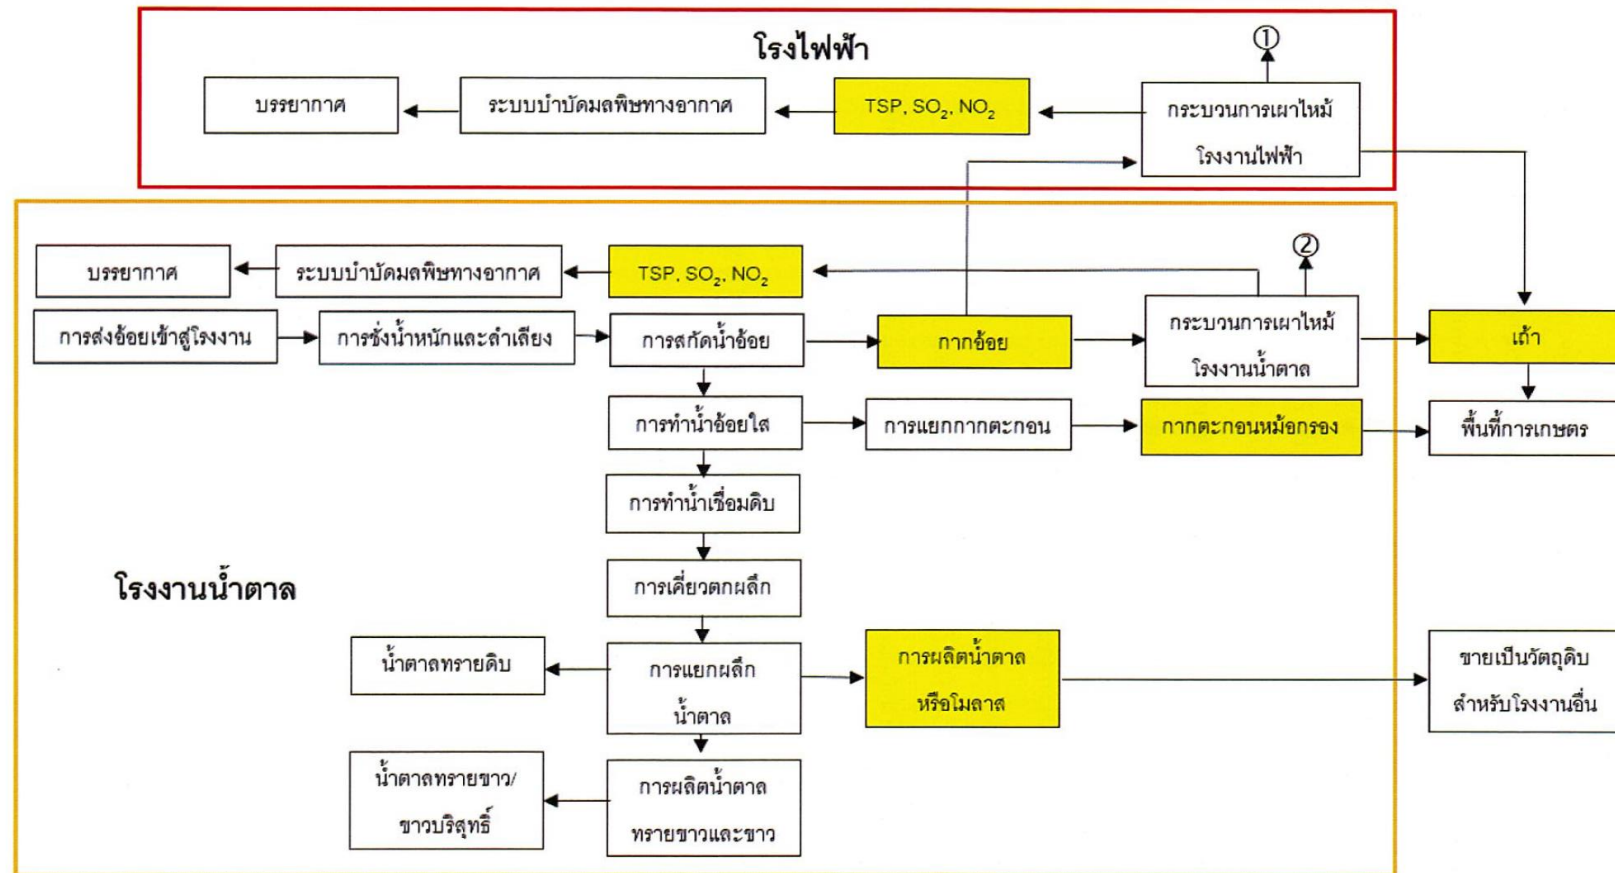 โรงไฟฟ้า
①
บรรยากาศ
ระบบบำบัดมลพิษทางอากาศ
TSP, SO₂, NO₂
กระบวนการเผาไหม้
โรงงานไฟฟ้า
②
บรรยากาศ
ระบบบำบัดมลพิษทางอากาศ
TSP, SO₂, NO₂
การส่งอ้อยเข้าสู่โรงงาน
การชั่งน้ำหนักและลำเลียง
การสกัดน้ำอ้อย
กากอ้อย
กระบวนการเผาไหม้
โรงงานน้ำตาล
เถ้า
การทำน้ำอ้อยใส
การแยกกากตะกอน
กากตะกอนหม้อกรอง
พื้นที่การเกษตร
การทำน้ำเชื่อมดิบ
โรงงานน้ำตาล
การเคี่ยวตกผลึก
น้ำตาลทรายดิบ
การแยกผลึก
น้ำตาล
การผลิตน้ำตาล
หรือโมลาส
ขายเป็นวัตถุดิบ
สำหรับโรงงานอื่น
น้ำตาลทรายขาว/
ขาวบริสุทธิ์
การผลิตน้ำตาล
ทรายขาวและขาว